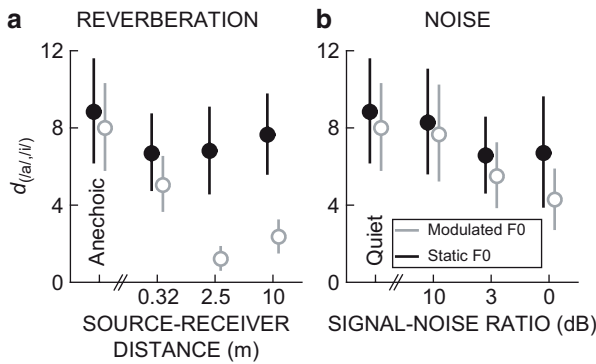 a REVERBERATION
12
8
4
0
d(/a/,/i/)
Anechoic
0.32 2.5 10
SOURCE-RECEIVER
DISTANCE (m)
b NOISE
12
8
4
0
Quiet
Modulated F0
Static F0
10 3 0 (dB)
SIGNAL-NOISE RATIO